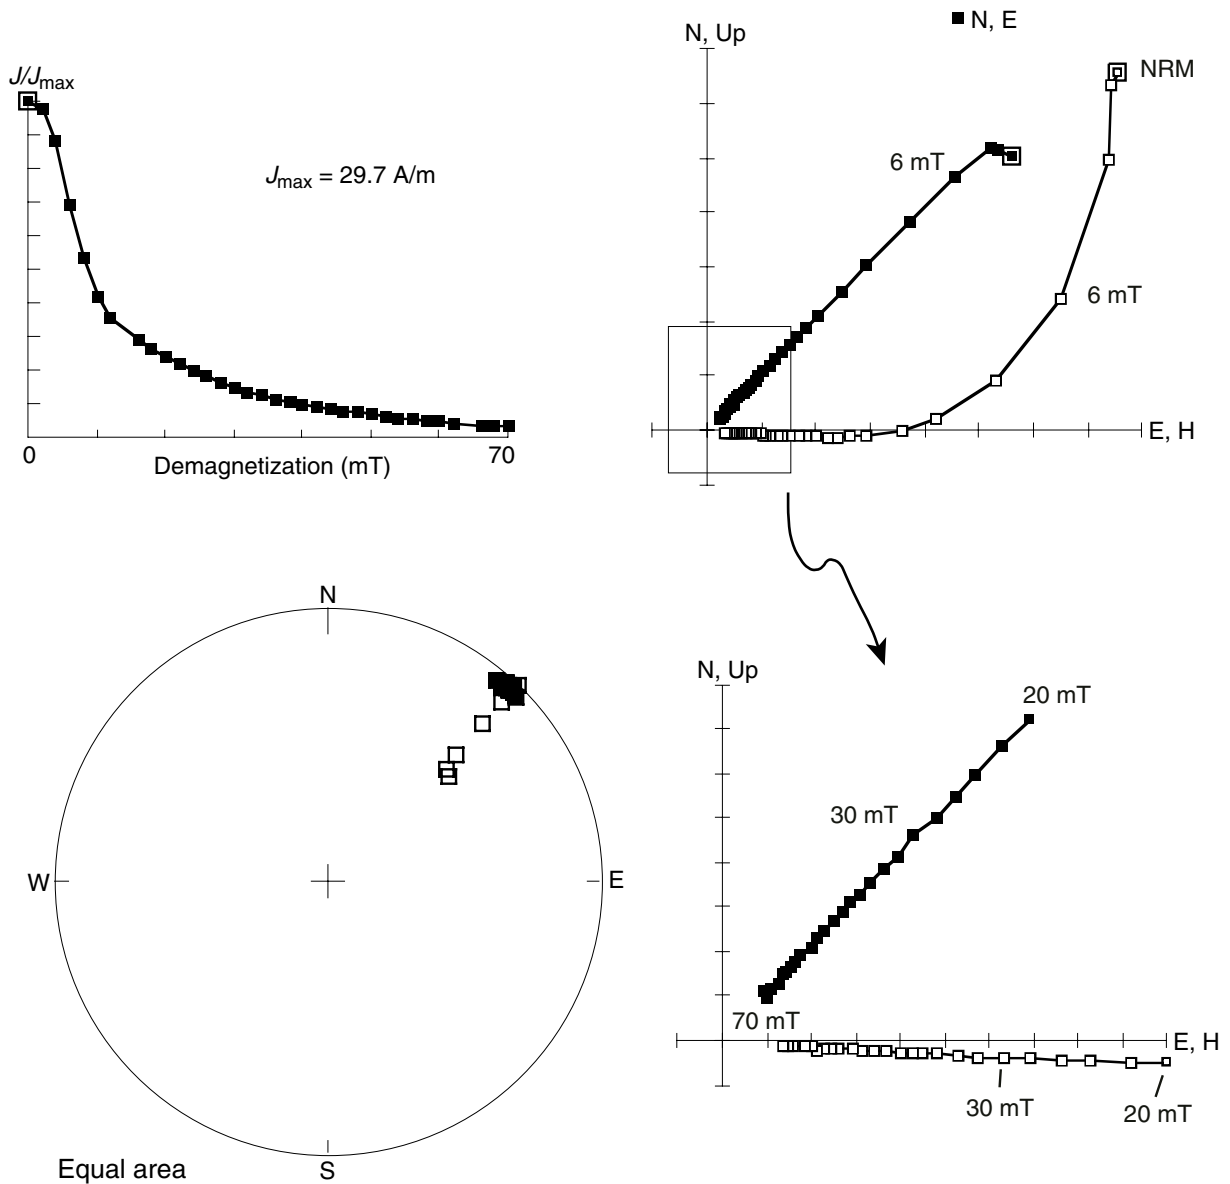 J/Jmax
Jmax = 29.7 A/m
0
70
Demagnetization (mT)
N, E
N, Up
NRM
6 mT
6 mT
E, H
N
W
E
S
Equal area
N, Up
20 mT
30 mT
70 mT
E, H
30 mT
20 mT